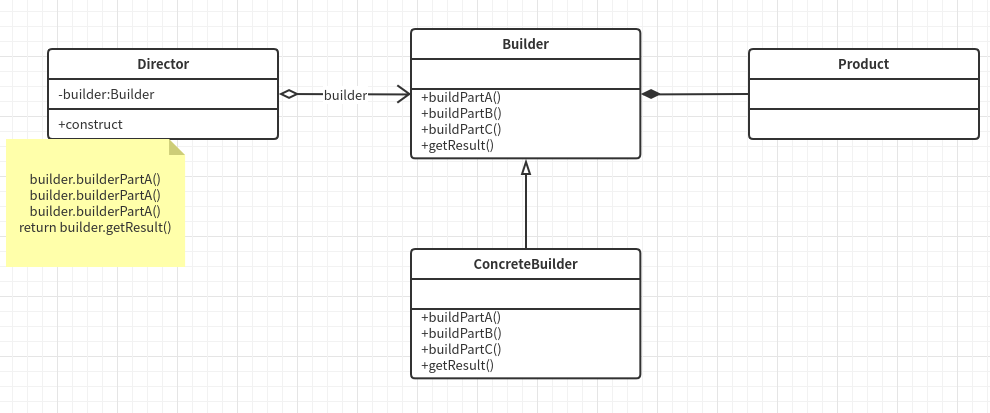 Director
-builder:Builder
+construct
builder.builderPartA()
builder.builderPartA()
builder.builderPartA()
return builder.getResult()
builder
Builder
+buildPartA()
+buildPartB()
+buildPartC()
+getResult()
Product
ConcreteBuilder
+buildPartA()
+buildPartB()
+buildPartC()
+getResult()